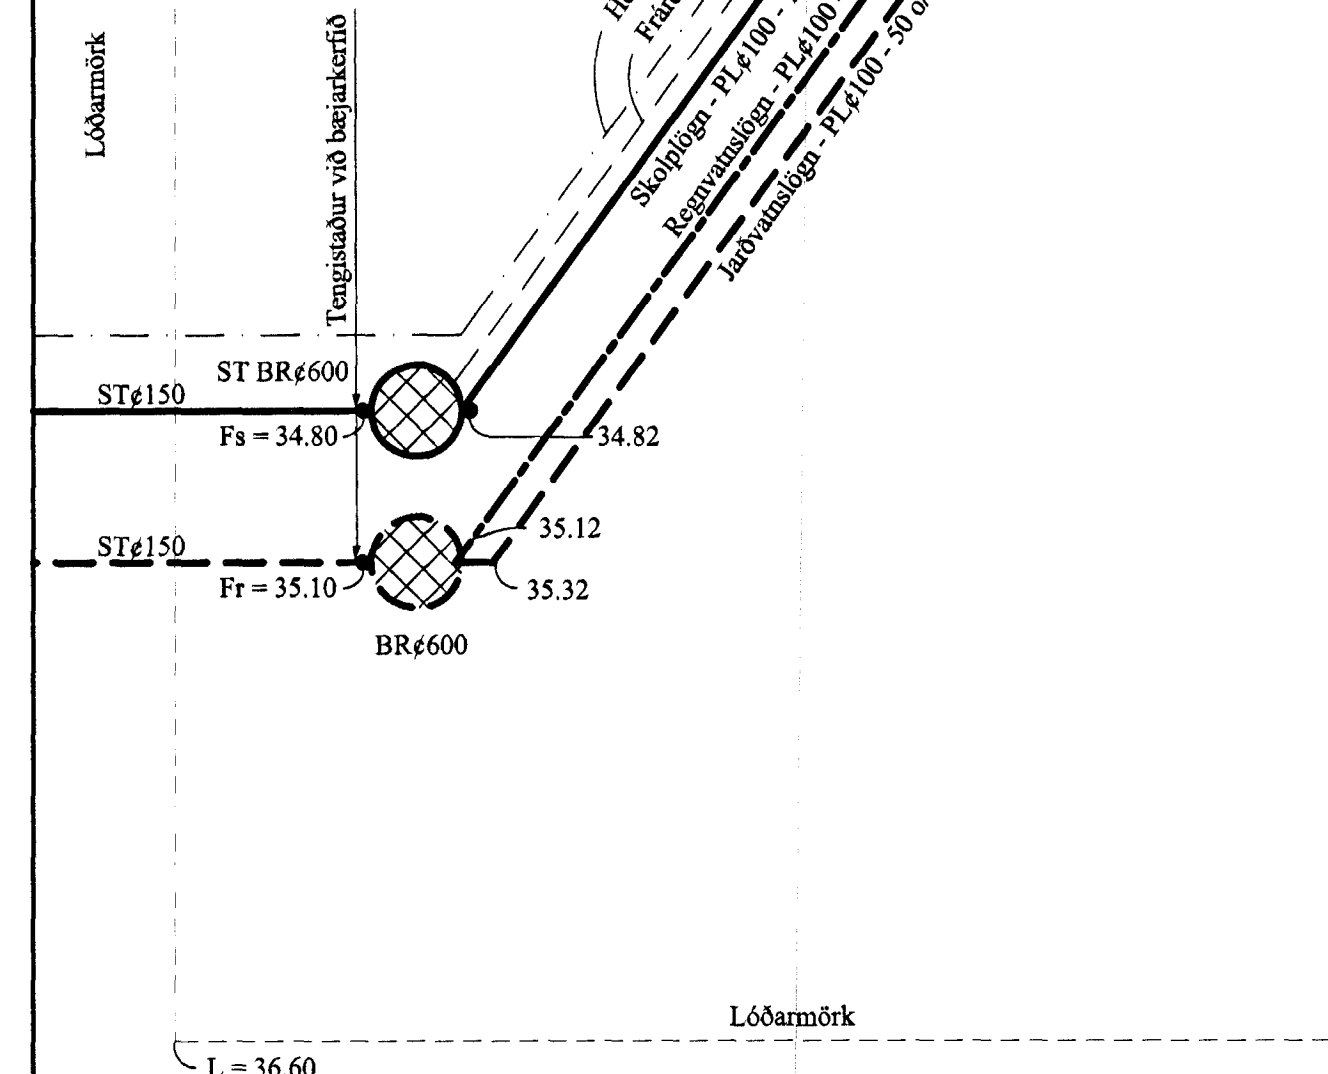 Lóðarmörk
Tengistaður við bæjarkerfið
Skolplögn - PL¢100 -
Regnvatnslögn - PL¢100
Jarðvatnslögn - PL¢100 - 50
ST BR¢600
ST¢150
Fs = 34.80
34.82
35.12
ST¢150
Fr = 35.10
35.32
BR¢600
Lóðarmörk
L = 36.60